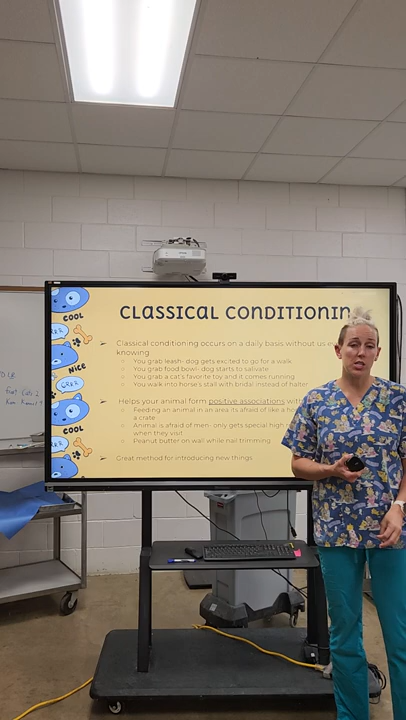 CLASSICAL CONDITIONIN
COOL
GRRR
NICE
GRRR
COOL
Classical conditioning occurs on a daily basis without us
knowing
You grab leash- dog gets excited to go for a walk
You grab food bowl- dog starts to salivate
You grab a cat's favorite toy and it comes running
You walk into horse's stall with bridal instead of halter
Helps your animal form positive associations
Feeding an animal in an area its afraid of like a
a crate
Animal is afraid of men- only gets special high
when they visit
Peanut butter on wall while nail trimming
Great method for introducing new things